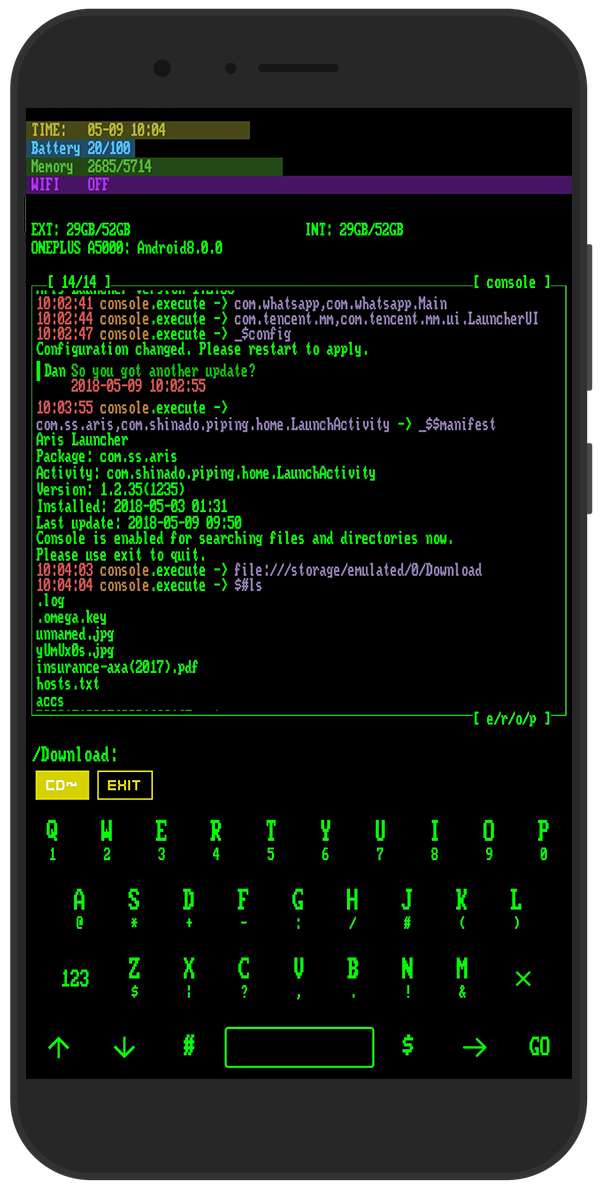 TIME: 05-09 10:04
Battery 20/100
Memory 2685/5714
WIFI OFF
EXT: 29GB/52GB INT: 29GB/52GB
ONEPLUS A5000: Android8.0.0
[ 14/14 ] [ console ]
10:02:41 console.execute -> com.whatsapp,com.whatsapp.Main
10:02:44 console.execute -> com.tencent.mm,com.tencent.mm.ui.LauncherUI
10:02:47 console.execute -> _$config
Configuration changed. Please restart to apply.
Dan So you got another update?
2018-05-09 10:02:55
10:03:55 console.execute ->
com.ss.aris,com.shinado.piping.home.LaunchActivity -> _$$manifest
Aris Launcher
Package: com.ss.aris
Activity: com.shinado.piping.home.LaunchActivity
Version: 1.2.35(1235)
Installed: 2018-05-03 01:31
Last update: 2018-05-09 09:50
Console is enabled for searching files and directories now.
Please use exit to quit.
10:04:03 console.execute -> file:///storage/emulated/0/Download
10:04:04 console.execute -> $#ls
.log
.omega.key
unnamed.jpg
yUmUx0s.jpg
insurance-axa(2017).pdf
hosts.txt
accs
[ e/r/o/p ]
/Download:
CD~ EXIT
Q W E R T Y U I O P
1 2 3 4 5 6 7 8 9 0
A S D F G H J K L
@ * + - : / # ( )
123 Z X C V B N M ×
$ ¦ ? , . ! &
↑ ↓ # $ → GO